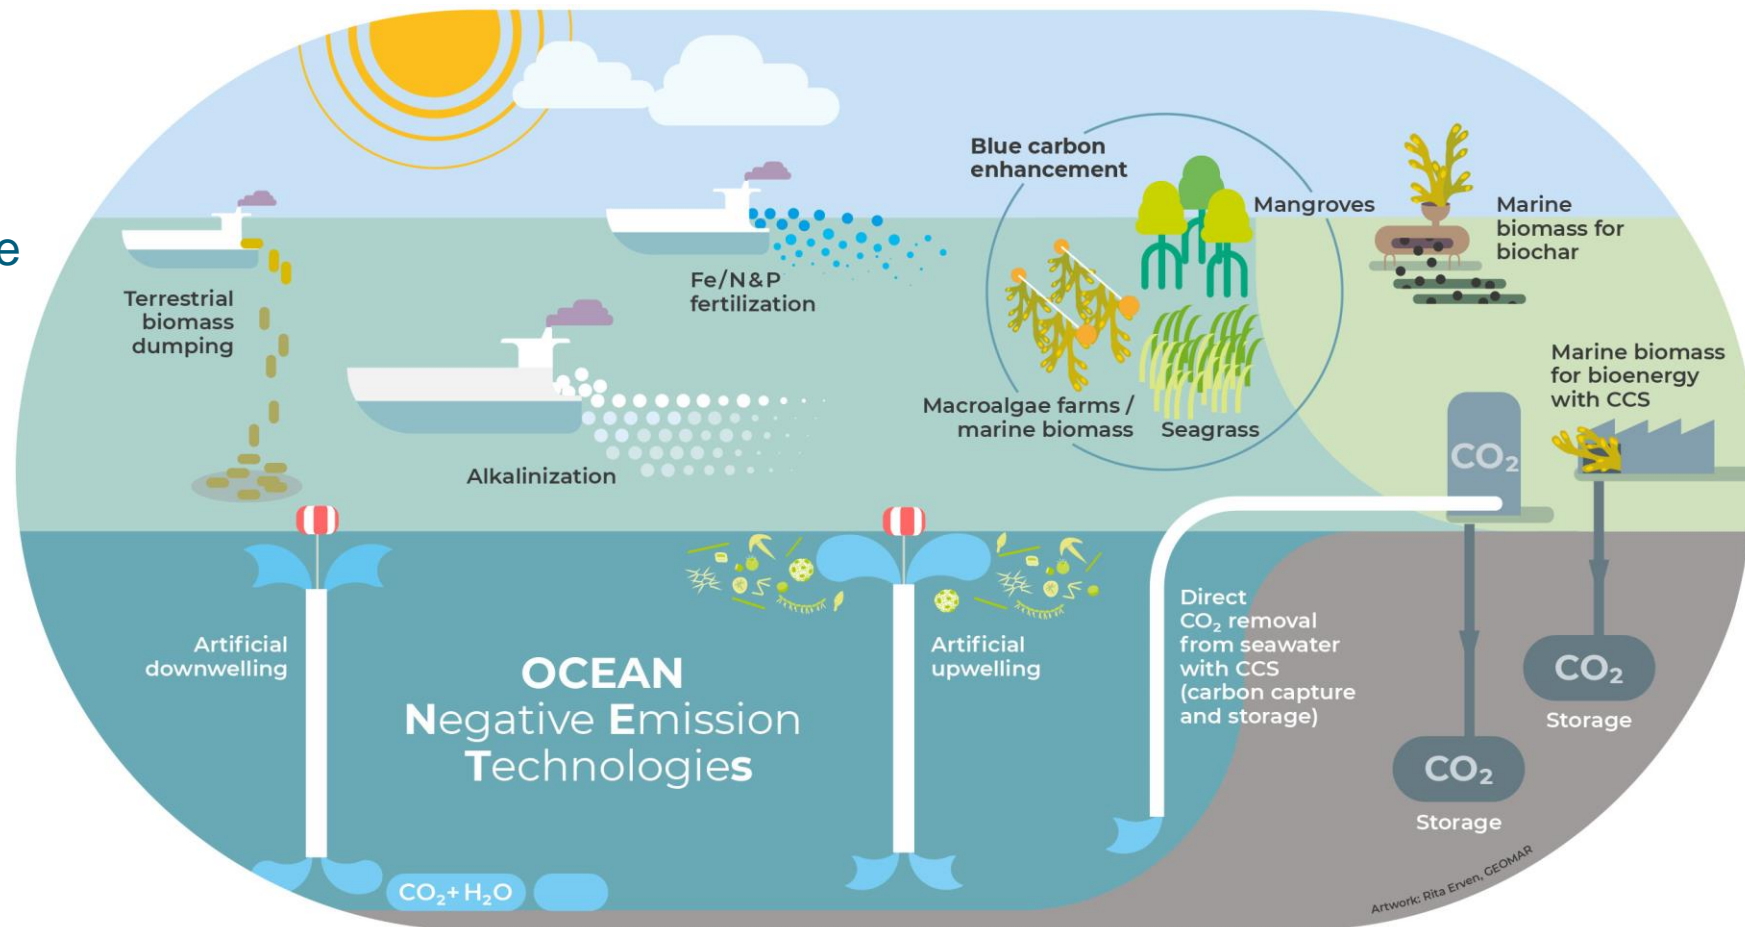 e
Blue carbon
enhancement
Mangroves
Macroalgae farms /
marine biomass
Seagrass
Marine
biomass for
biochar
Terrestrial
biomass
dumping
Fe/N&P
fertilization
Alkalinization
Marine biomass
for bioenergy
with CCS
CO₂
Artificial
downwelling
OCEAN
Negative Emission
Technologies
Artificial
upwelling
Direct
CO₂ removal
from seawater
with CCS
(carbon capture
and storage)
CO₂
Storage
CO₂
Storage
CO₂+H₂O
Artwork: Rita Erven, GEOMAR